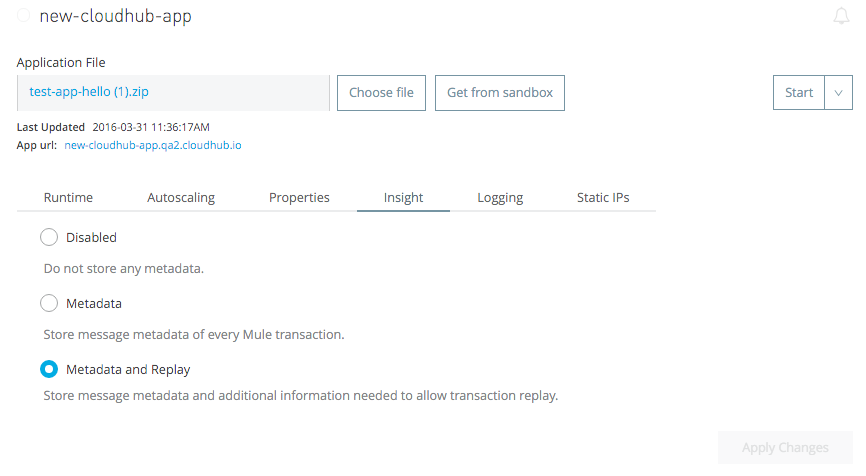 new-cloudhub-app
Application File
test-app-hello (1).zip
Choose file
Get from sandbox
Start
Last Updated 2016-03-31 11:36:17AM
App url: new-cloudhub-app.qa2.cloudhub.io
Runtime Autoscaling Properties Insight Logging Static IPs
Disabled
Do not store any metadata.
Metadata
Store message metadata of every Mule transaction.
Metadata and Replay
Store message metadata and additional information needed to allow transaction replay.
Apply Changes